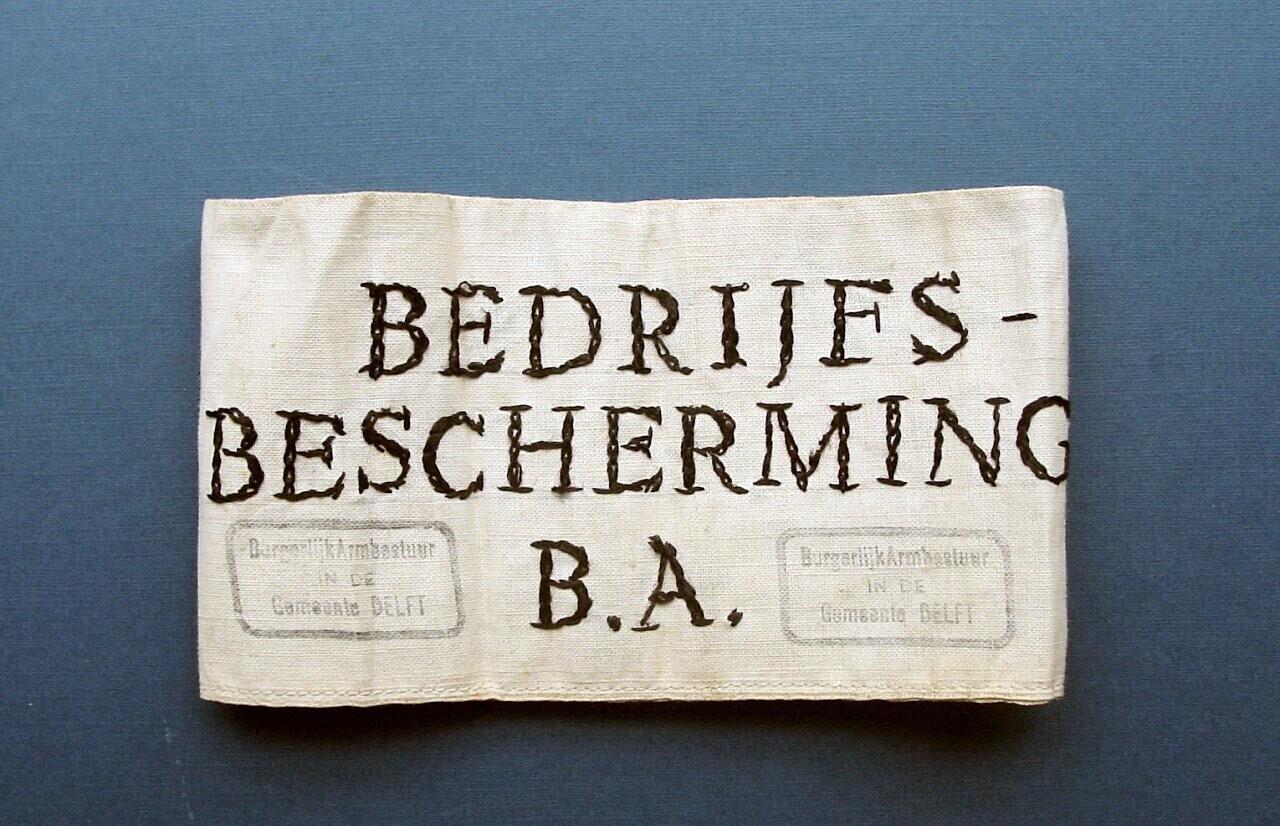 BEDRIJFS-
BESCHERMING
B.A.
BurgerlijkArmbestuur
IN DE
Gemeente DELFT
BurgerlijkArmbestuur
IN DE
Gemeente DELFT